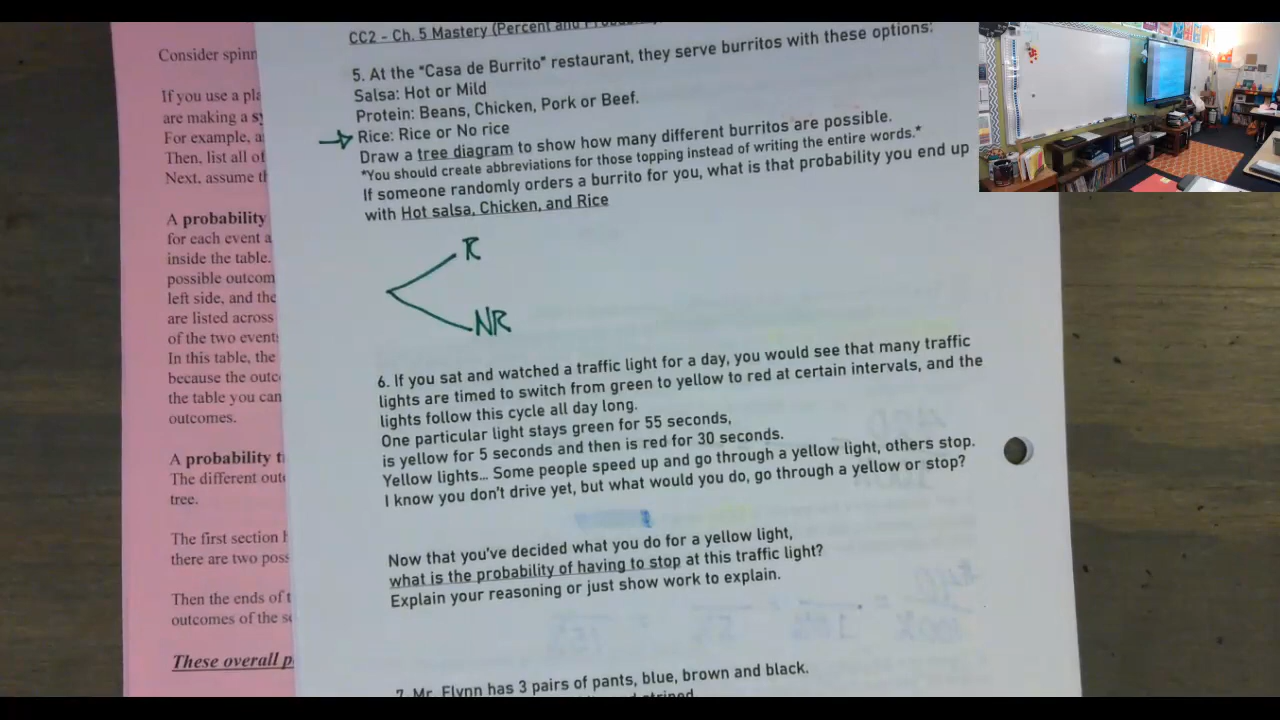 Consider spinn
If you use a pla
are making a sy
For example, a
Then, list all of
Next, assume th
A probability
for each event a
inside the table.
possible outcom
left side, and the
are listed across
of the two events
In this table, the
because the outc
the table you can
outcomes.
A probability t
The different out
tree.
The first section h
there are two poss
Then the ends of t
outcomes of the s
These overall p
CC2 - Ch. 5 Mastery (Percent and
5. At the "Casa de Burrito" restaurant, they serve burritos with these options:
Salsa: Hot or Mild
Protein: Beans, Chicken, Pork or Beef.
Rice: Rice or No rice
Draw a tree diagram to show how many different burritos are possible.
*You should create abbreviations for those topping instead of writing the entire words.*
If someone randomly orders a burrito for you, what is that probability you end up
with Hot salsa, Chicken, and Rice
R
NR
6. If you sat and watched a traffic light for a day, you would see that many traffic
lights are timed to switch from green to yellow to red at certain intervals, and the
lights follow this cycle all day long.
One particular light stays green for 55 seconds,
is yellow for 5 seconds and then is red for 30 seconds.
Yellow lights... Some people speed up and go through a yellow light, others stop.
I know you don't drive yet, but what would you do, go through a yellow or stop?
Now that you've decided what you do for a yellow light,
what is the probability of having to stop at this traffic light?
Explain your reasoning or just show work to explain.
7. Mr. Flynn has 3 pairs of pants, blue, brown and black.